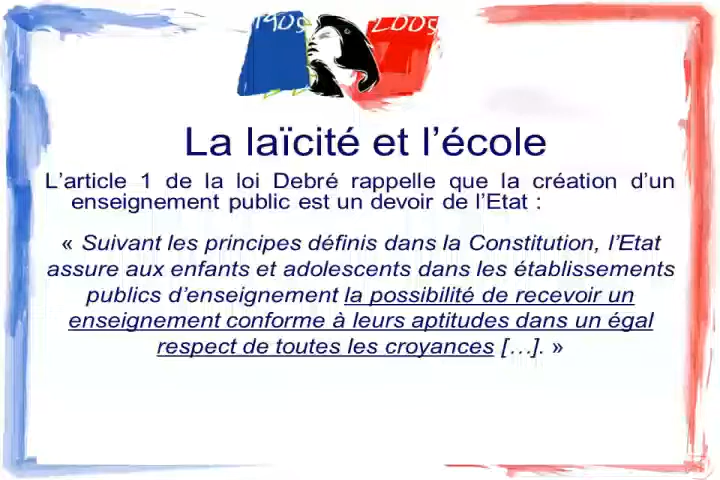 1905 2005
La laïcité et l’école
L’article 1 de la loi Debré rappelle que la création d’un
enseignement public est un devoir de l’Etat :
« Suivant les principes définis dans la Constitution, l’Etat
assure aux enfants et adolescents dans les établissements
publics d’enseignement la possibilité de recevoir un
enseignement conforme à leurs aptitudes dans un égal
respect de toutes les croyances […]. »